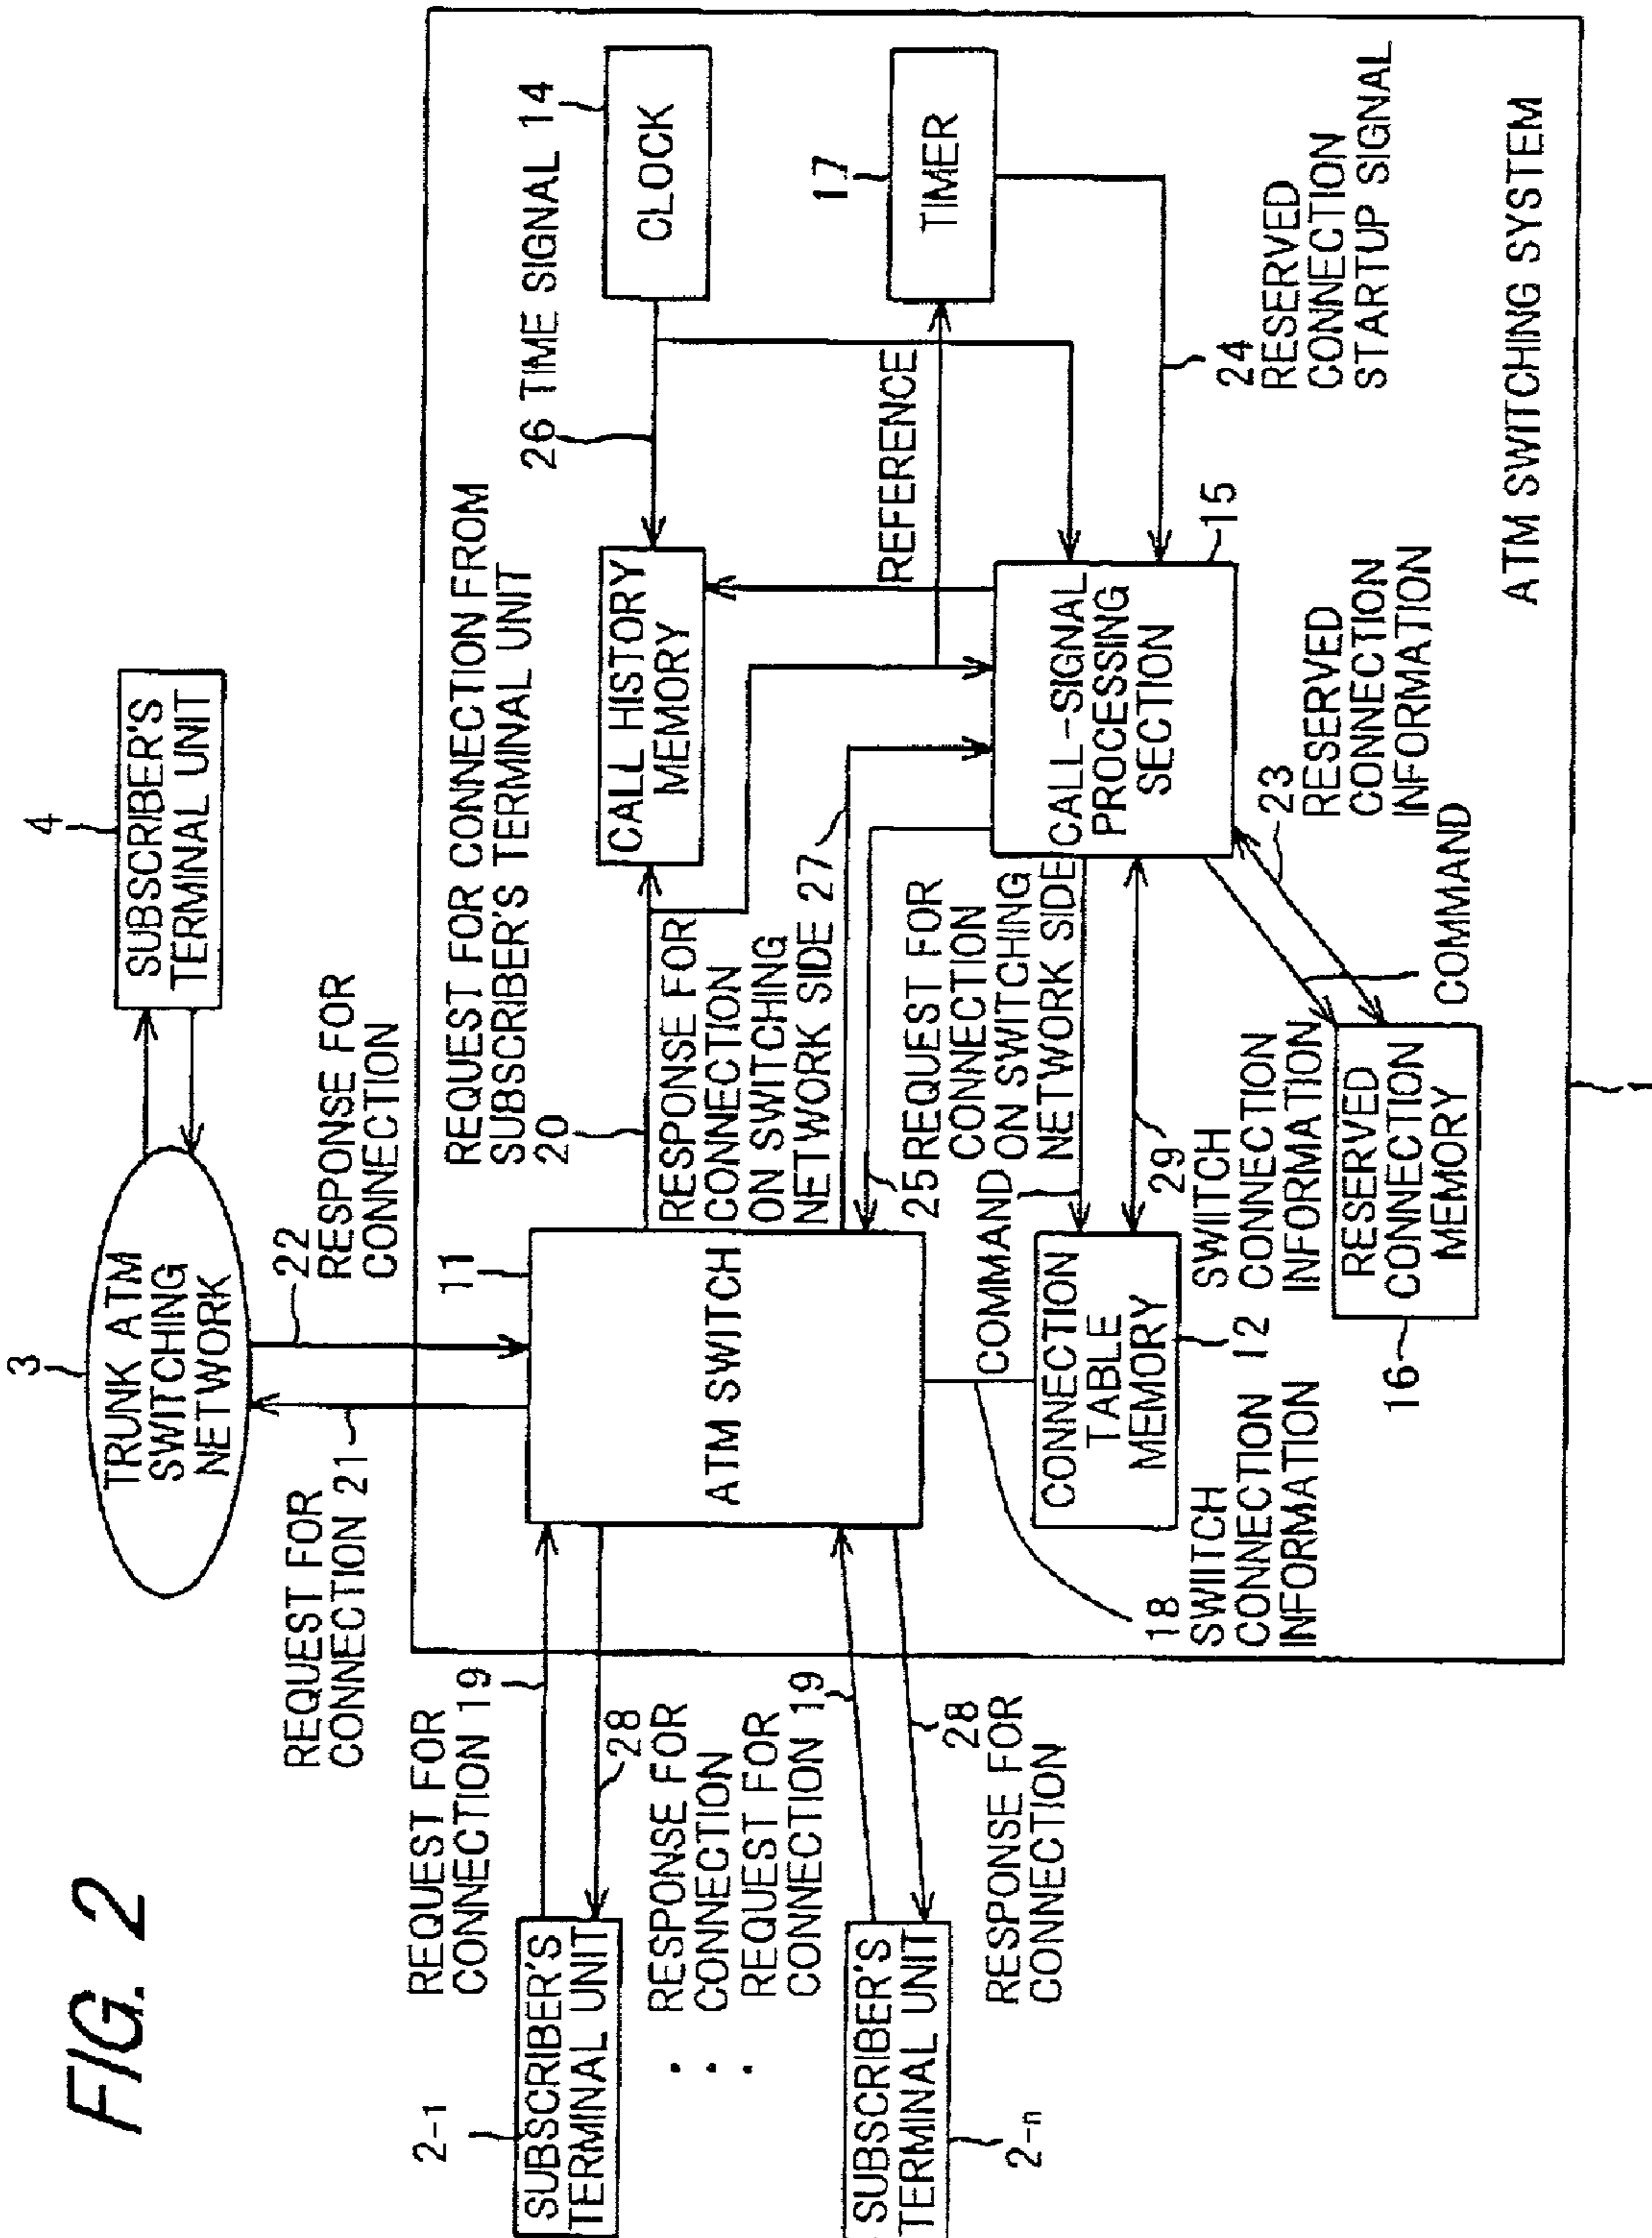 FIG. 2
3
TRUNK ATM
SWITCHING
NETWORK
4
SUBSCRIBER'S
TERMINAL UNIT
REQUEST FOR
CONNECTION 21
22
RESPONSE FOR
CONNECTION
2-1
SUBSCRIBER'S
TERMINAL UNIT
REQUEST FOR
CONNECTION 19
28
RESPONSE FOR
CONNECTION
REQUEST FOR
CONNECTION 19
SUBSCRIBER'S
TERMINAL UNIT
2-n
28
RESPONSE FOR
CONNECTION
11
ATM SWITCH
REQUEST FOR CONNECTION FROM
SUBSCRIBER'S TERMINAL UNIT
20
26 TIME SIGNAL 14
CLOCK
CALL HISTORY
MEMORY
RESPONSE FOR
CONNECTION
ON SWITCHING
NETWORK SIDE 27
REFERENCE
17
TIMER
25 REQUEST FOR
CONNECTION
ON SWITCHING
NETWORK SIDE
CALL-SIGNAL
PROCESSING
SECTION
15
24
RESERVED
CONNECTION
STARTUP SIGNAL
COMMAND
CONNECTION
TABLE
MEMORY
12
18
SWIITCH
CONNECTION
INFORMATION
29
SWIITCH
CONNECTION
INFORMATION
23
RESERVED
CONNECTION
INFORMATION
COMMAND
RESERVED
CONNECTION
MEMORY
16
ATM SWITCHING SYSTEM
1